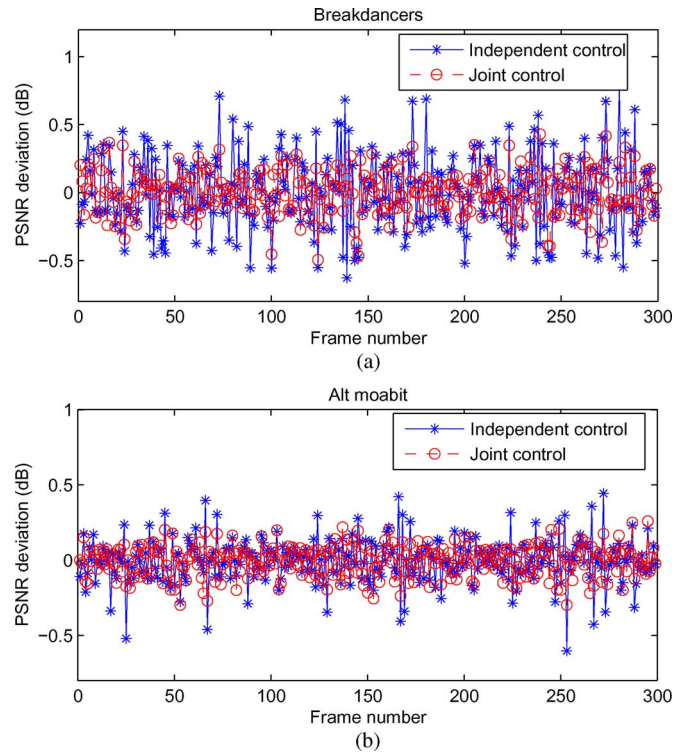 Breakdancers
1
0.5
0
−0.5
PSNR deviation (dB)
Independent control
Joint control
0 50 100 150 200 250 300
Frame number
(a)
Alt moabit
1
0.5
0
−0.5
PSNR deviation (dB)
Independent control
Joint control
0 50 100 150 200 250 300
Frame number
(b)